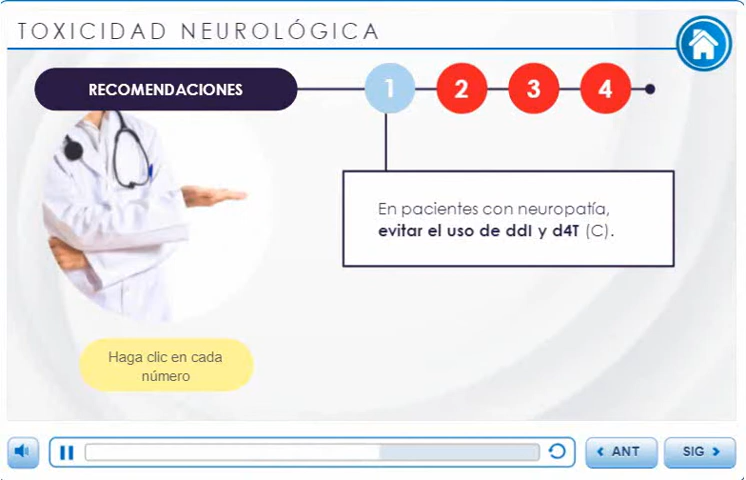 TOXICIDAD NEUROLÓGICA
RECOMENDACIONES
1
2
3
4
En pacientes con neuropatía,
evitar el uso de ddI y d4T (C).
Haga clic en cada
número
ANT
SIG